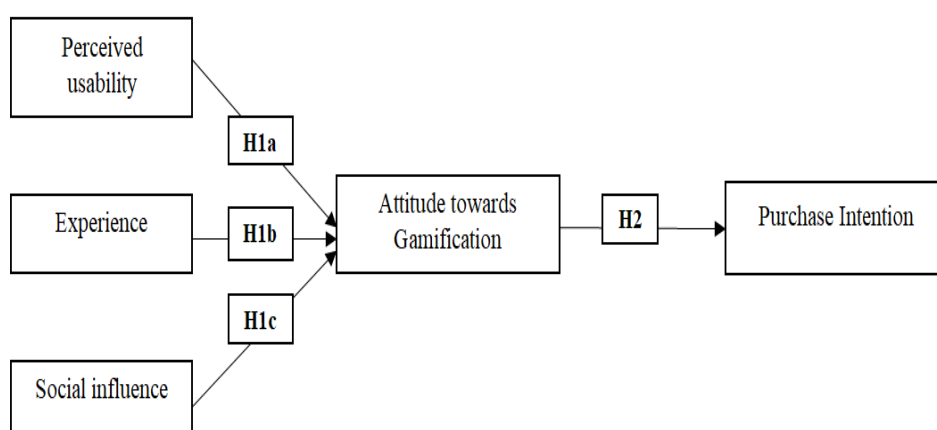 Perceived
usability
H1a
Experience
H1b
Attitude towards
Gamification
H2
Purchase Intention
H1c
Social influence